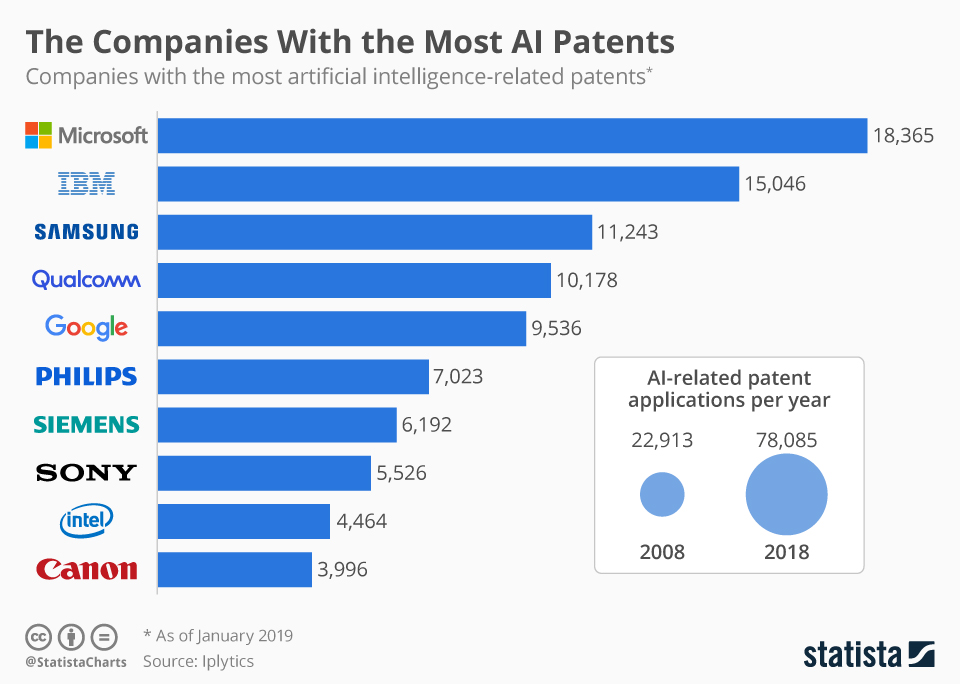 The Companies With the Most AI Patents
Companies with the most artificial intelligence-related patents*
Microsoft 18,365
IBM 15,046
SAMSUNG 11,243
Qualcomm 10,178
Google 9,536
PHILIPS 7,023
SIEMENS 6,192
SONY 5,526
intel 4,464
Canon 3,996
AI-related patent
applications per year
22,913 78,085
2008 2018
cc
@StatistaCharts
* As of January 2019
Source: Iplytics
statista